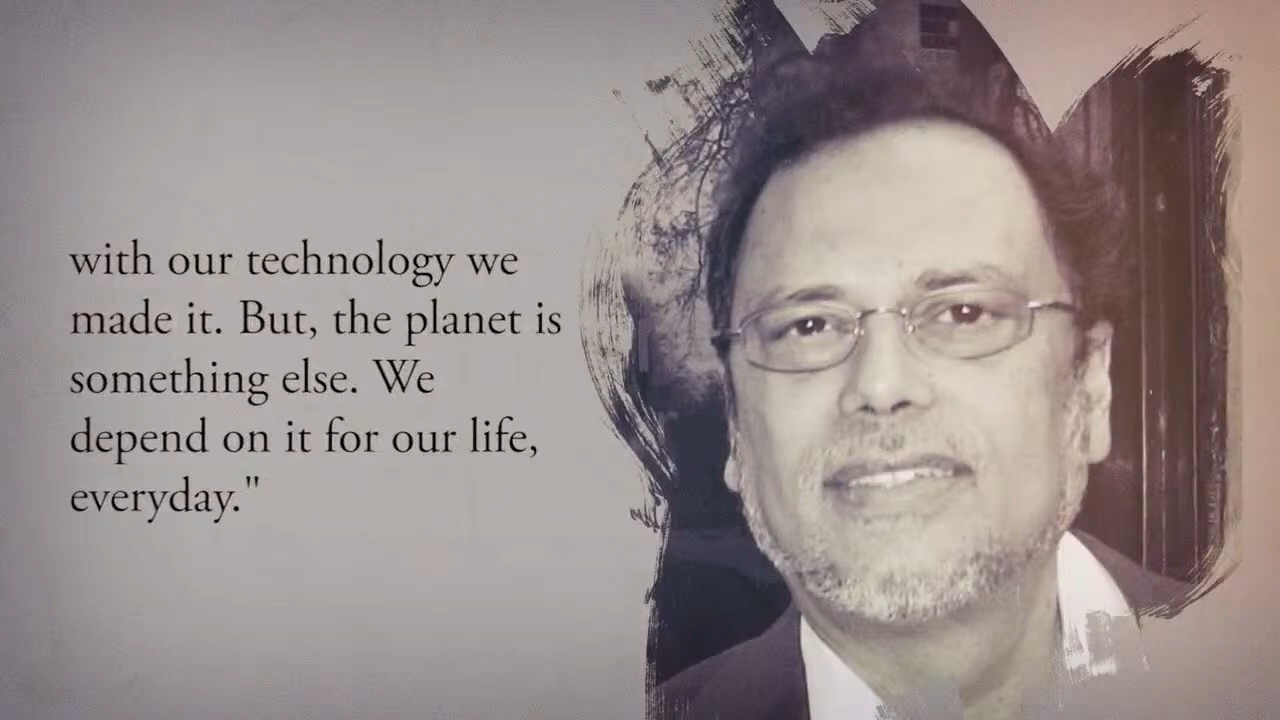 with our technology we
made it. But, the planet is
something else. We
depend on it for our life,
everyday."